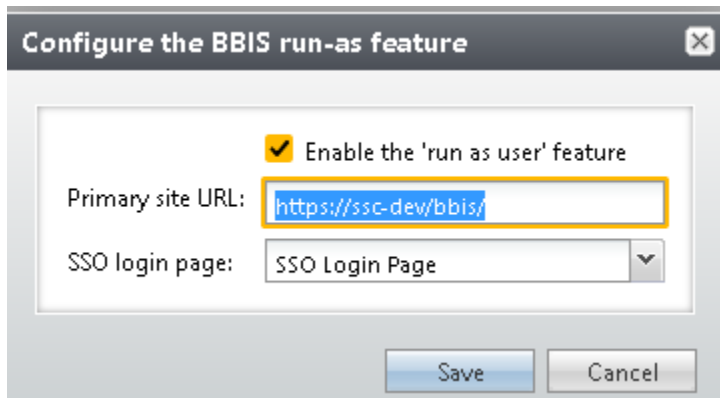 Configure the BBIS run-as feature
Enable the 'run as user' feature
Primary site URL: https://ssc-dev/bbis/
SSO login page: SSO Login Page
Save Cancel